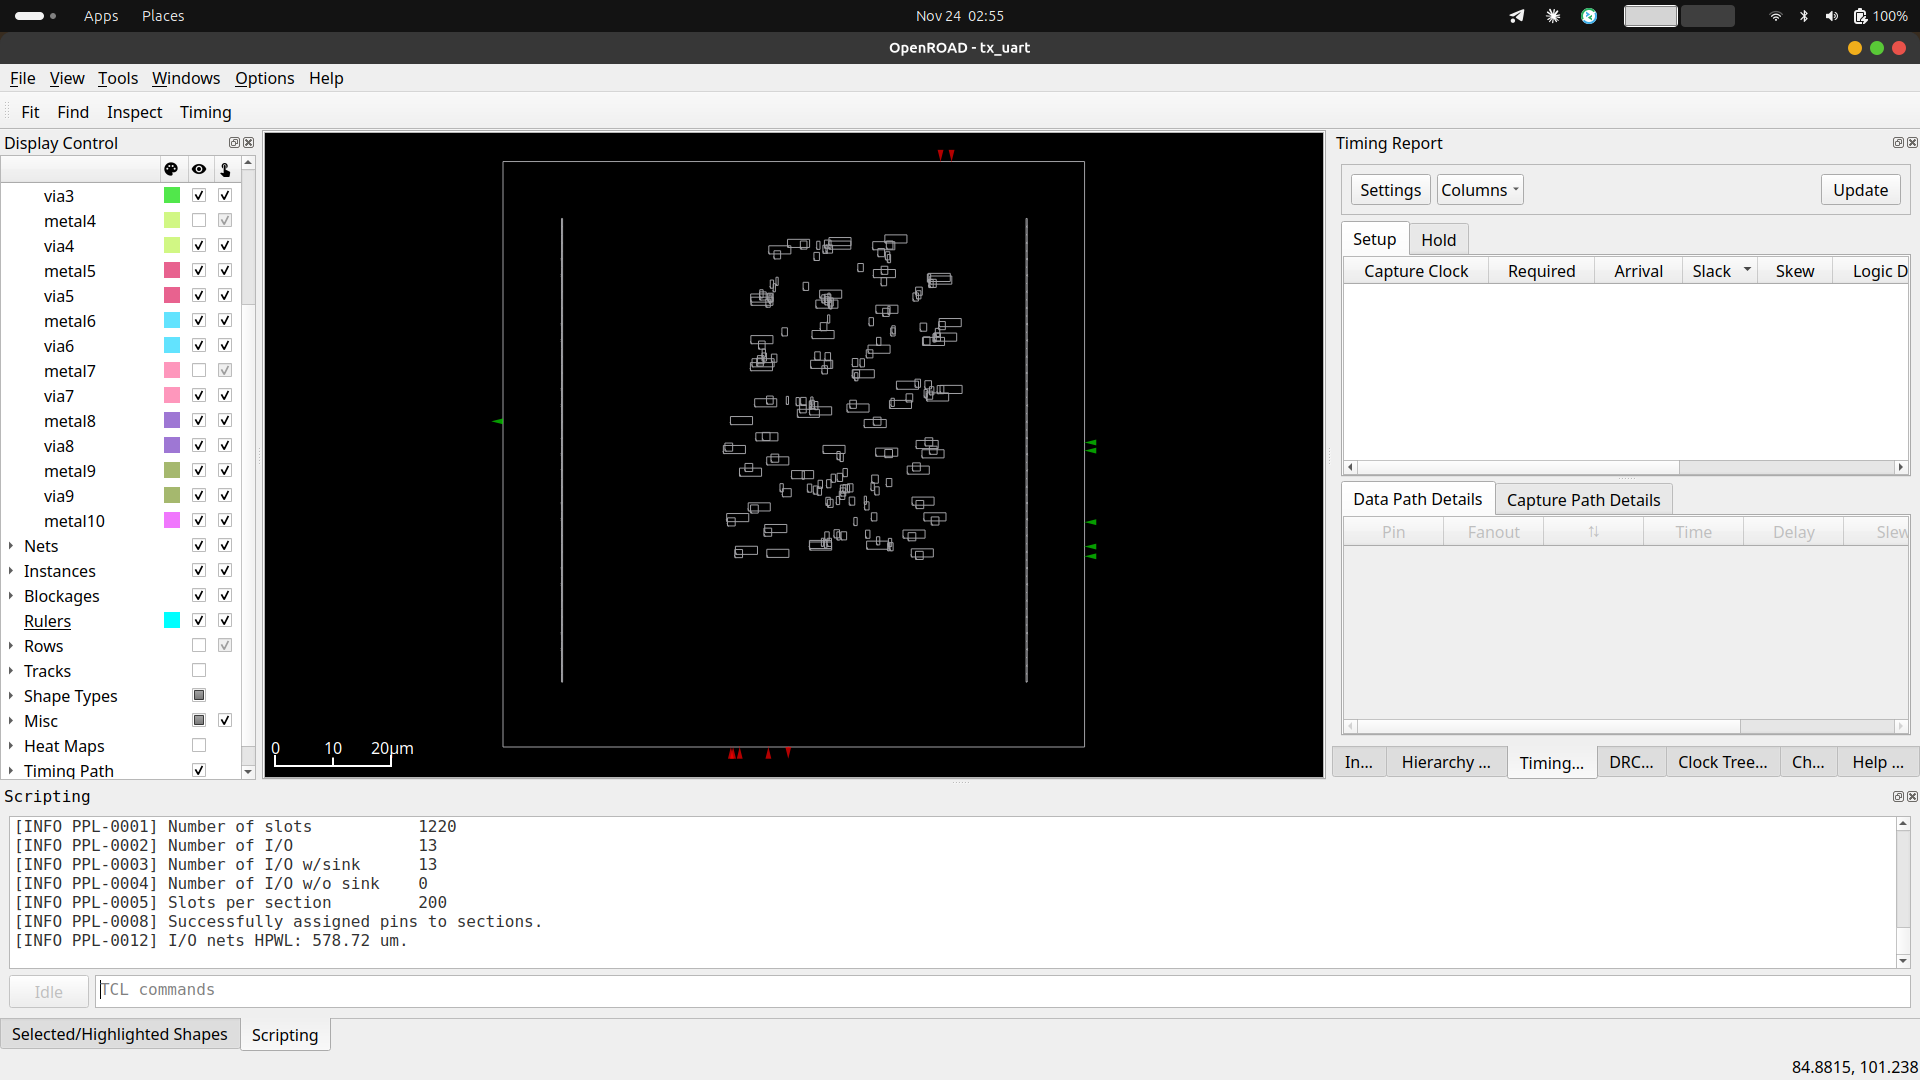 Apps Places Nov 24 02:55 100%
OpenROAD - tx_uart
File View Tools Windows Options Help
Fit Find Inspect Timing
Display Control
via3
metal4
via4
metal5
via5
metal6
via6
metal7
via7
metal8
via8
metal9
via9
metal10
Nets
Instances
Blockages
Rulers
Rows
Tracks
Shape Types
Misc
Heat Maps
Timing Path
0 10 20μm
Timing Report
Settings Columns Update
Setup Hold
Capture Clock Required Arrival Slack Skew Logic D
Data Path Details Capture Path Details
Pin Fanout ⇅ Time Delay Slew
In... Hierarchy ... Timing... DRC... Clock Tree... Ch... Help ...
Scripting
[INFO PPL-0001] Number of slots 1220
[INFO PPL-0002] Number of I/O 13
[INFO PPL-0003] Number of I/O w/sink 13
[INFO PPL-0004] Number of I/O w/o sink 0
[INFO PPL-0005] Slots per section 200
[INFO PPL-0008] Successfully assigned pins to sections.
[INFO PPL-0012] I/O nets HPWL: 578.72 um.
Idle TCL commands
Selected/Highlighted Shapes Scripting
84.8815, 101.238